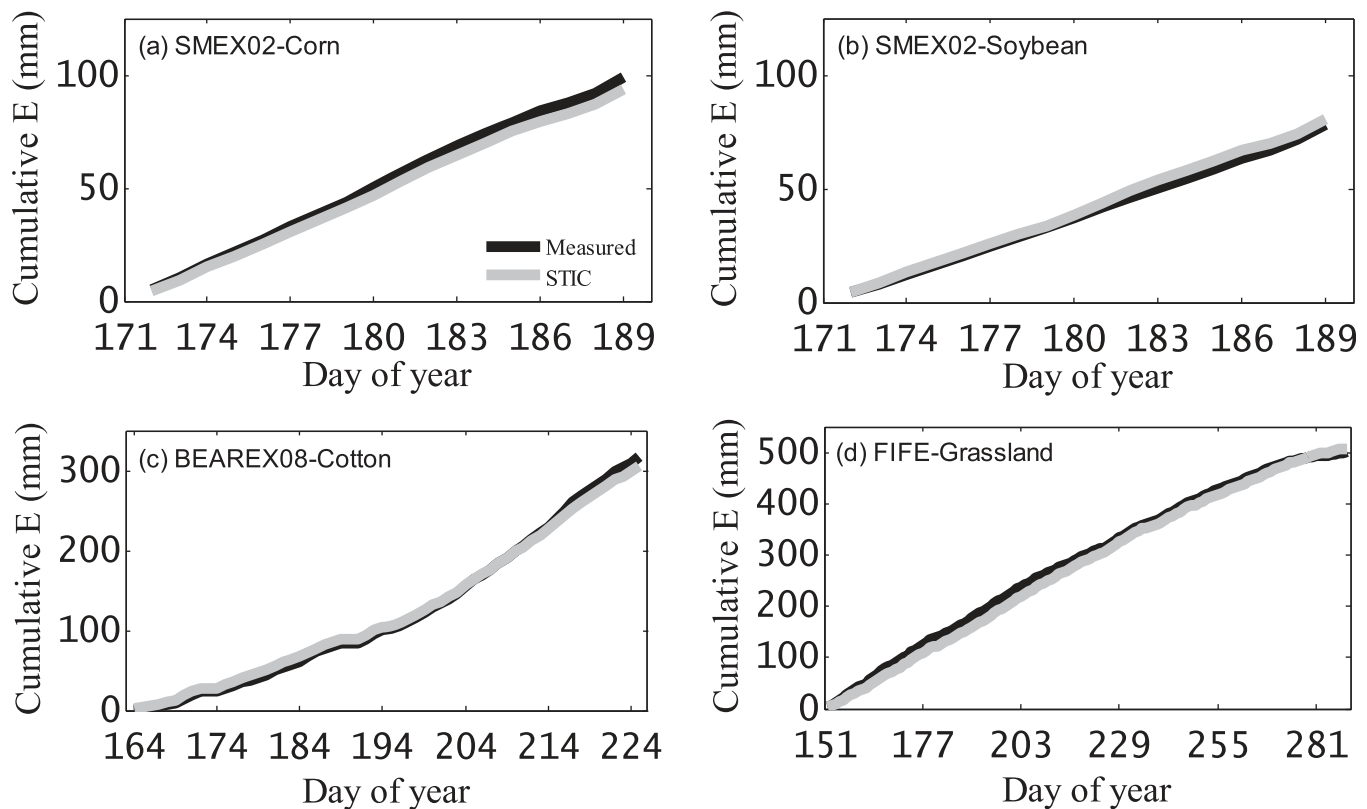 (a) SMEX02-Corn
Cumulative E (mm)
100
50
0
Measured
STIC
171 174 177 180 183 186 189
Day of year
(b) SMEX02-Soybean
Cumulative E (mm)
100
50
0
171 174 177 180 183 186 189
Day of year
(c) BEAREX08-Cotton
Cumulative E (mm)
300
200
100
0
164 174 184 194 204 214 224
Day of year
(d) FIFE-Grassland
Cumulative E (mm)
500
400
300
200
100
0
151 177 203 229 255 281
Day of year